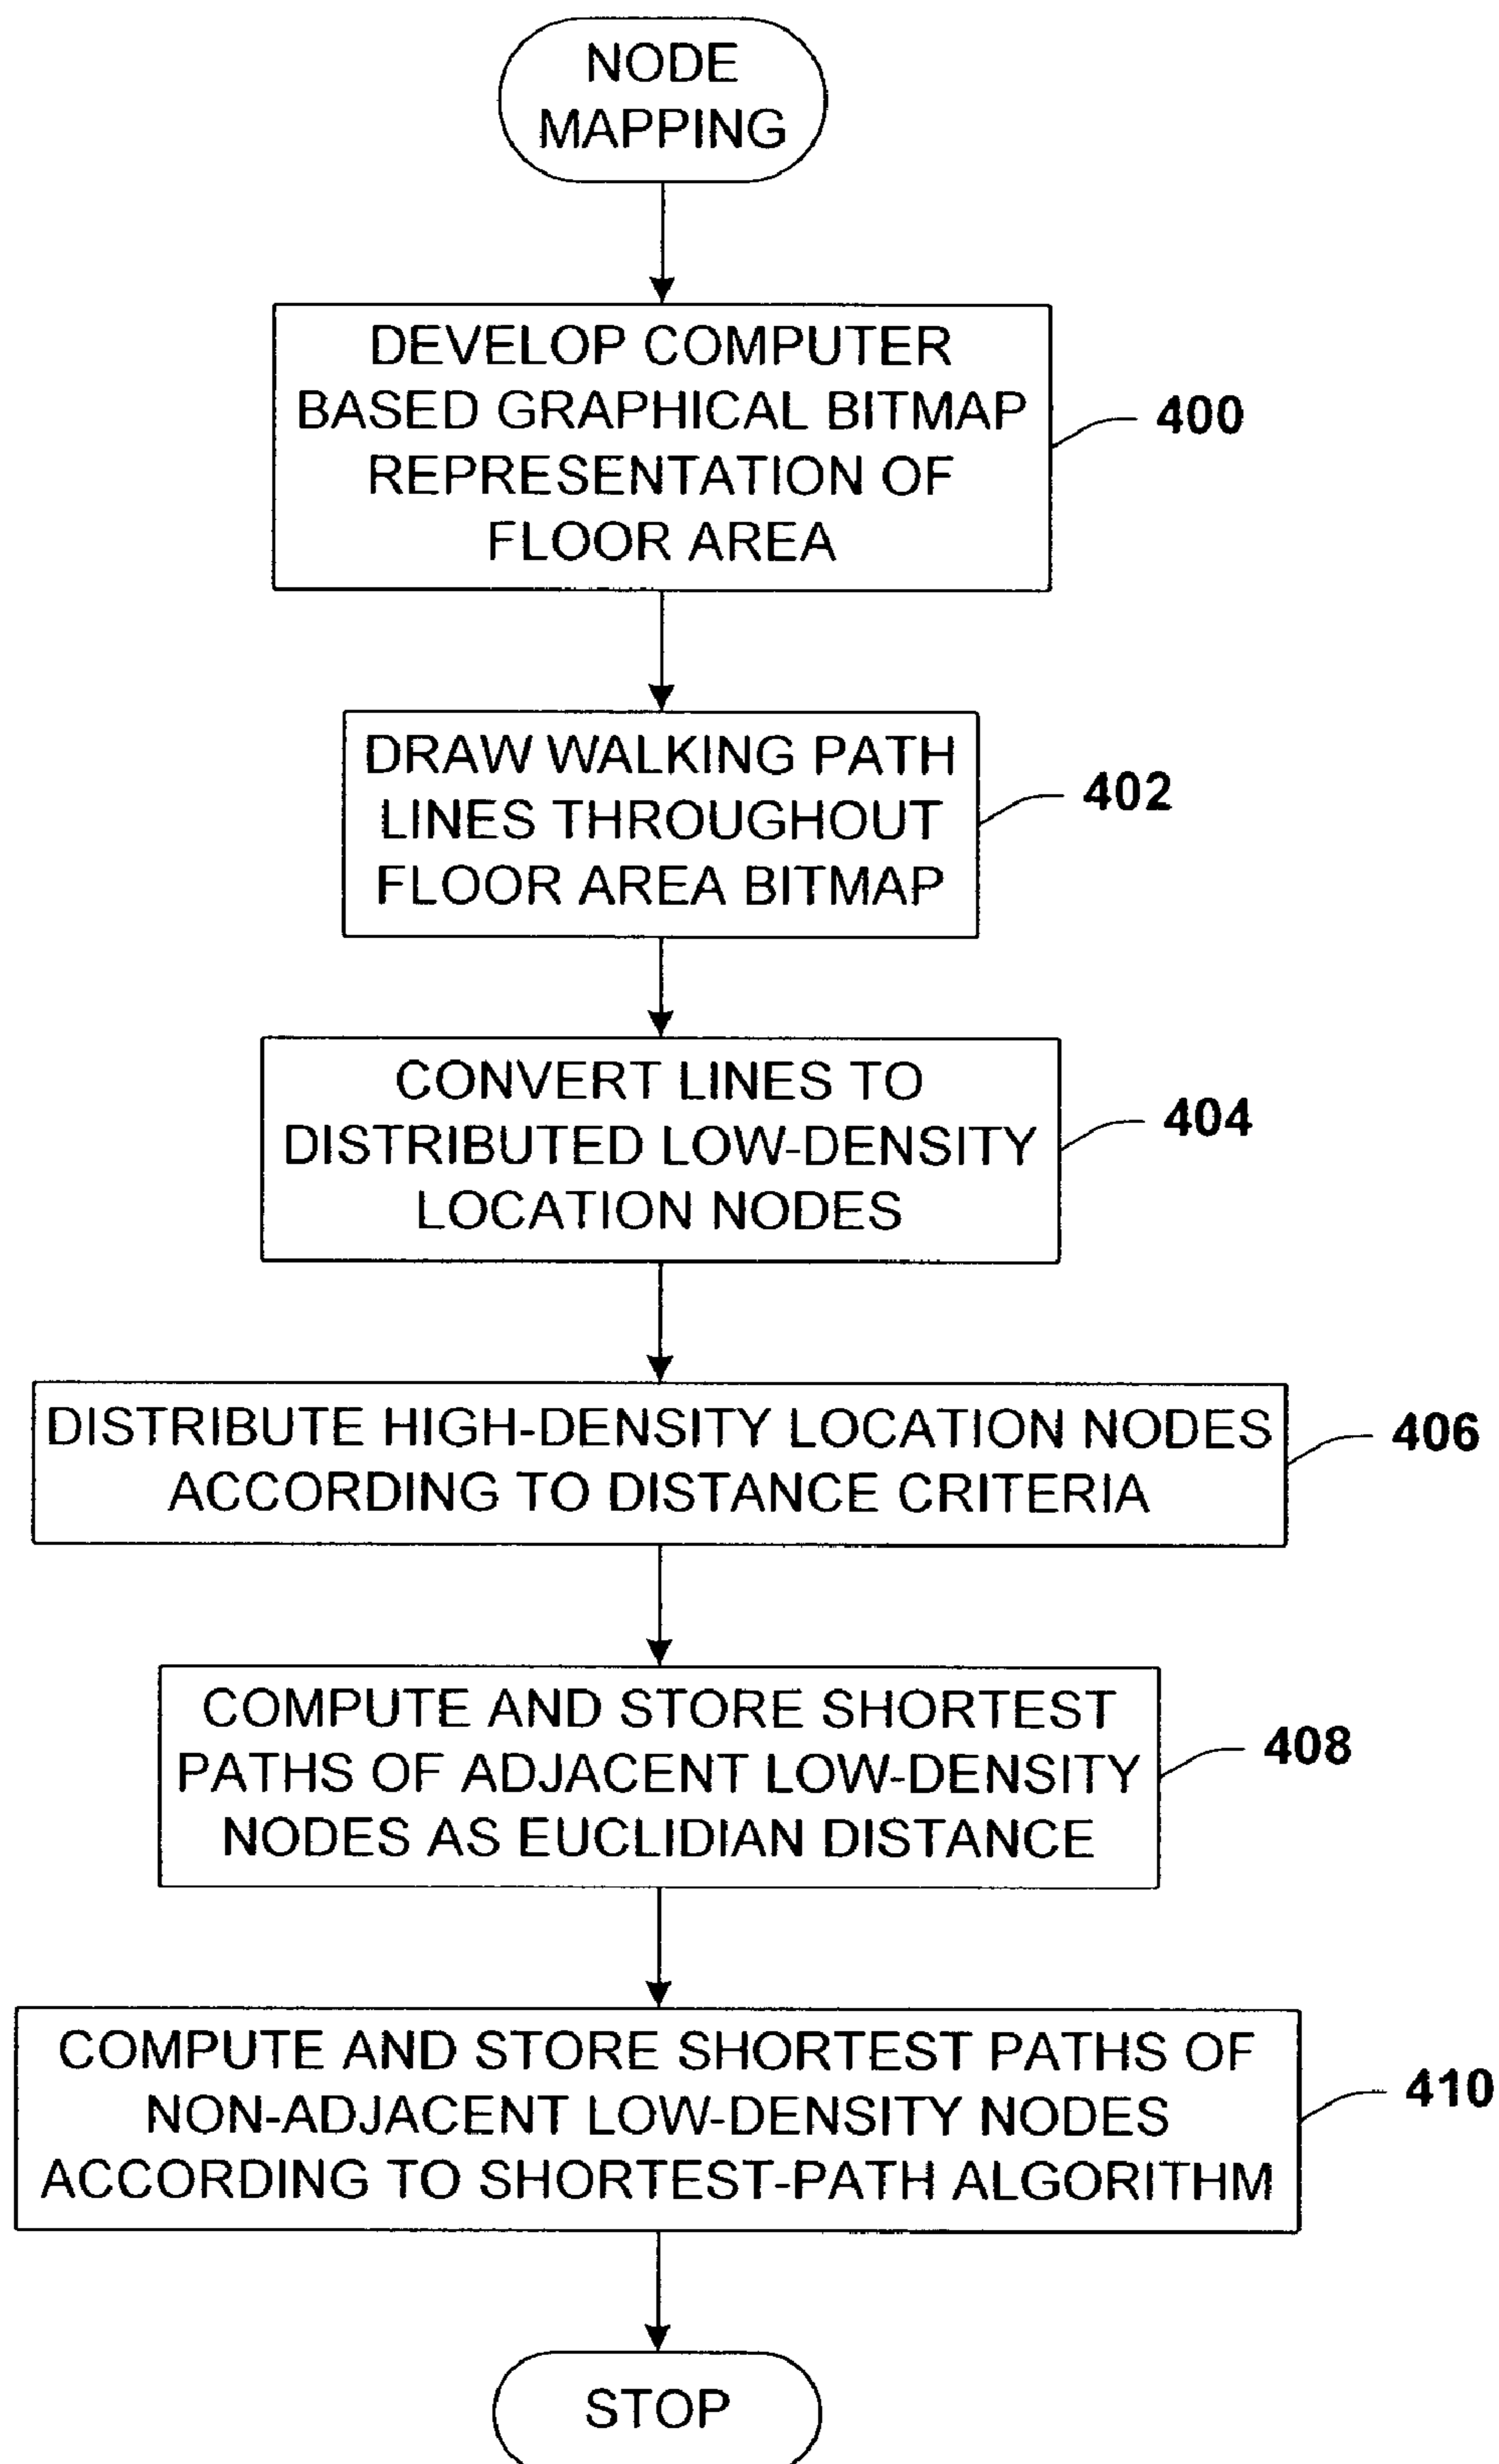 NODE
MAPPING
DEVELOP COMPUTER
BASED GRAPHICAL BITMAP
REPRESENTATION OF
FLOOR AREA
400
DRAW WALKING PATH
LINES THROUGHOUT
FLOOR AREA BITMAP
402
CONVERT LINES TO
DISTRIBUTED LOW-DENSITY
LOCATION NODES
404
DISTRIBUTE HIGH-DENSITY LOCATION NODES
ACCORDING TO DISTANCE CRITERIA
406
COMPUTE AND STORE SHORTEST
PATHS OF ADJACENT LOW-DENSITY
NODES AS EUCLIDIAN DISTANCE
408
COMPUTE AND STORE SHORTEST PATHS OF
NON-ADJACENT LOW-DENSITY NODES
ACCORDING TO SHORTEST-PATH ALGORITHM
410
STOP